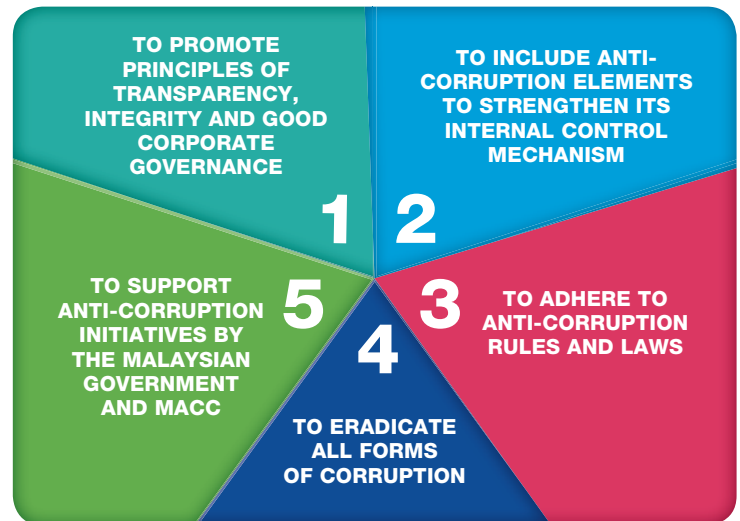 TO PROMOTE
PRINCIPLES OF
TRANSPARENCY,
INTEGRITY AND GOOD
CORPORATE
GOVERNANCE
1
TO INCLUDE ANTI-
CORRUPTION ELEMENTS
TO STRENGTHEN ITS
INTERNAL CONTROL
MECHANISM
2
3
TO ADHERE TO
ANTI-CORRUPTION
RULES AND LAWS
4
TO ERADICATE
ALL FORMS
OF CORRUPTION
5
TO SUPPORT
ANTI-CORRUPTION
INITIATIVES BY
THE MALAYSIAN
GOVERNMENT
AND MACC